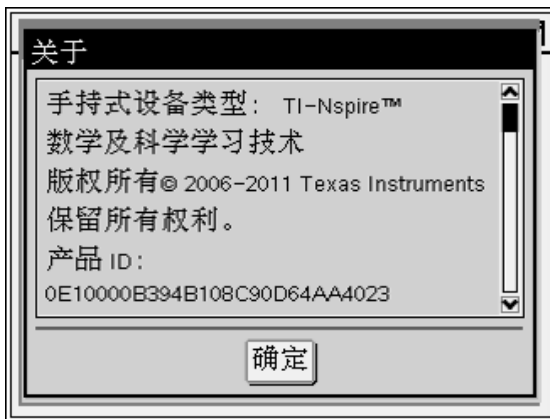 关于
手持式设备类型： TI-Nspire™
数学及科学学习技术
版权所有© 2006-2011 Texas Instruments
保留所有权利。
产品 ID：
0E10000B394B108C90D64AA4023
确定